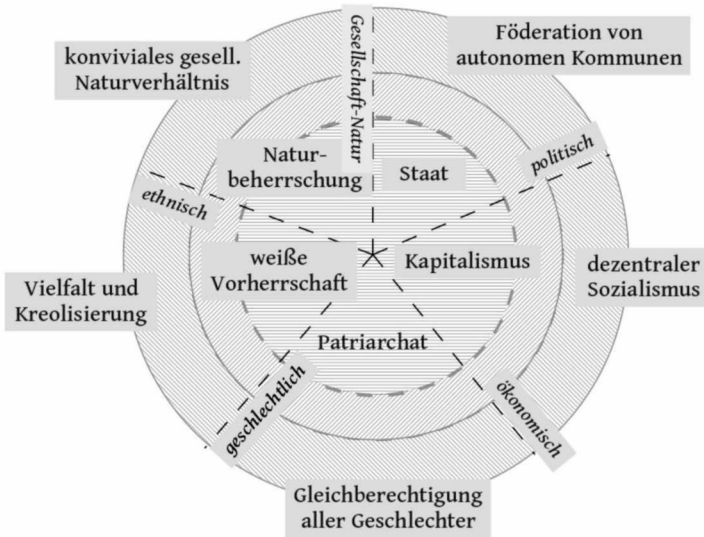 konviviales gesell.
Naturverhältnis
Gesellschaft-Natur
Föderation von
autonomen Kommunen
Natur-
beherrschung
Staat
politisch
ethnisch
weiße
Vorherrschaft
Kapitalismus
dezentraler
Sozialismus
Vielfalt und
Kreolisierung
Patriarchat
geschlechtlich
ökonomisch
Gleichberechtigung
aller Geschlechter